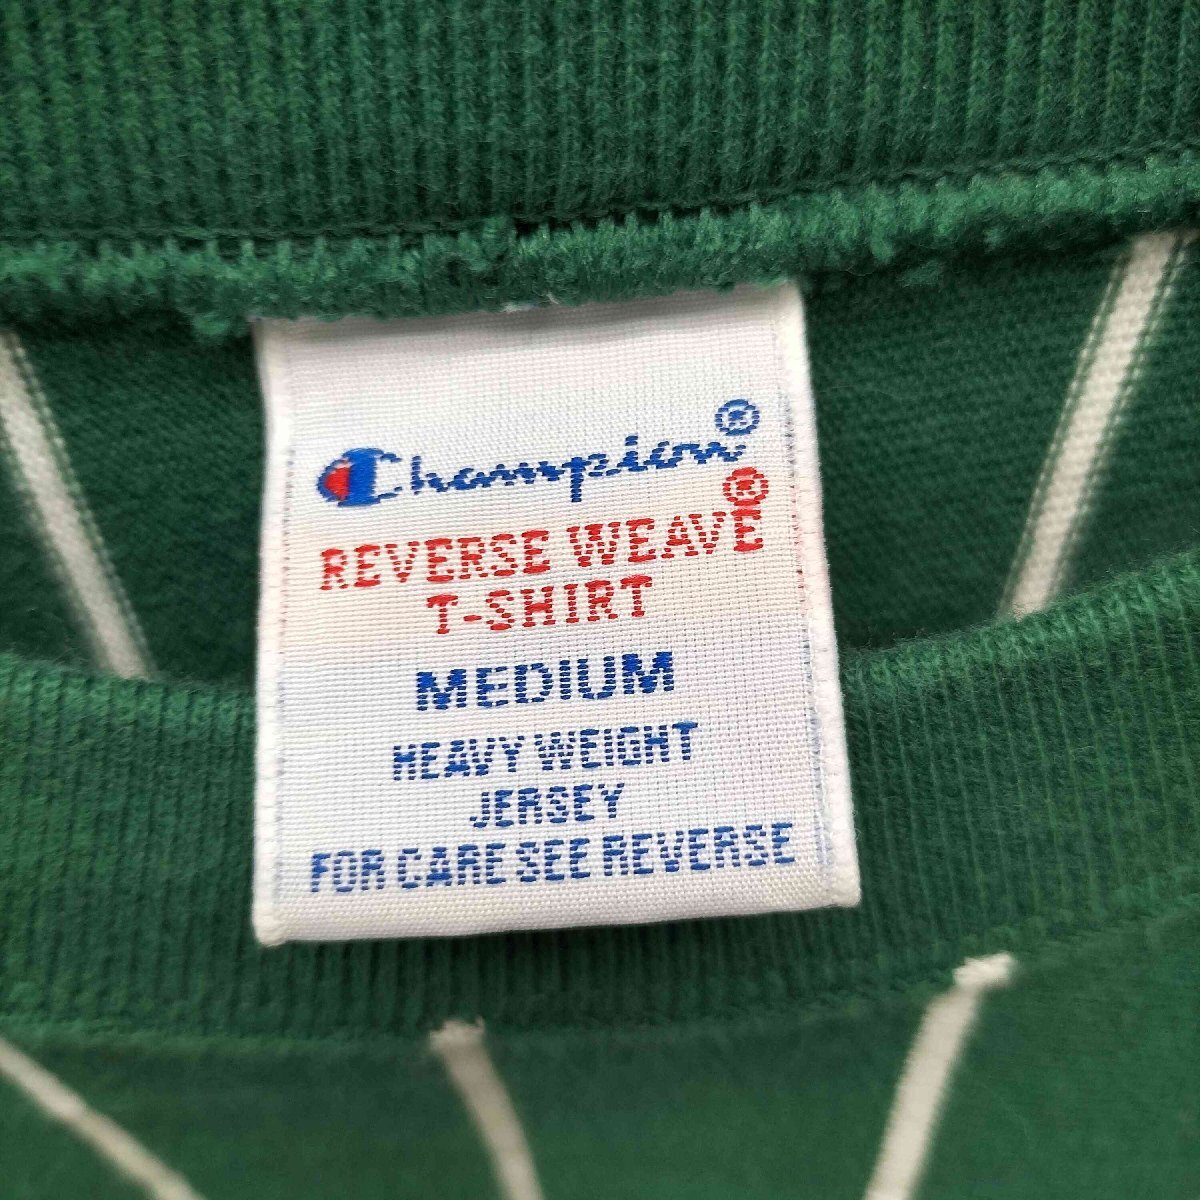 Champion®
REVERSE WEAVE®
T-SHIRT
MEDIUM
HEAVY WEIGHT
JERSEY
FOR CARE SEE REVERSE